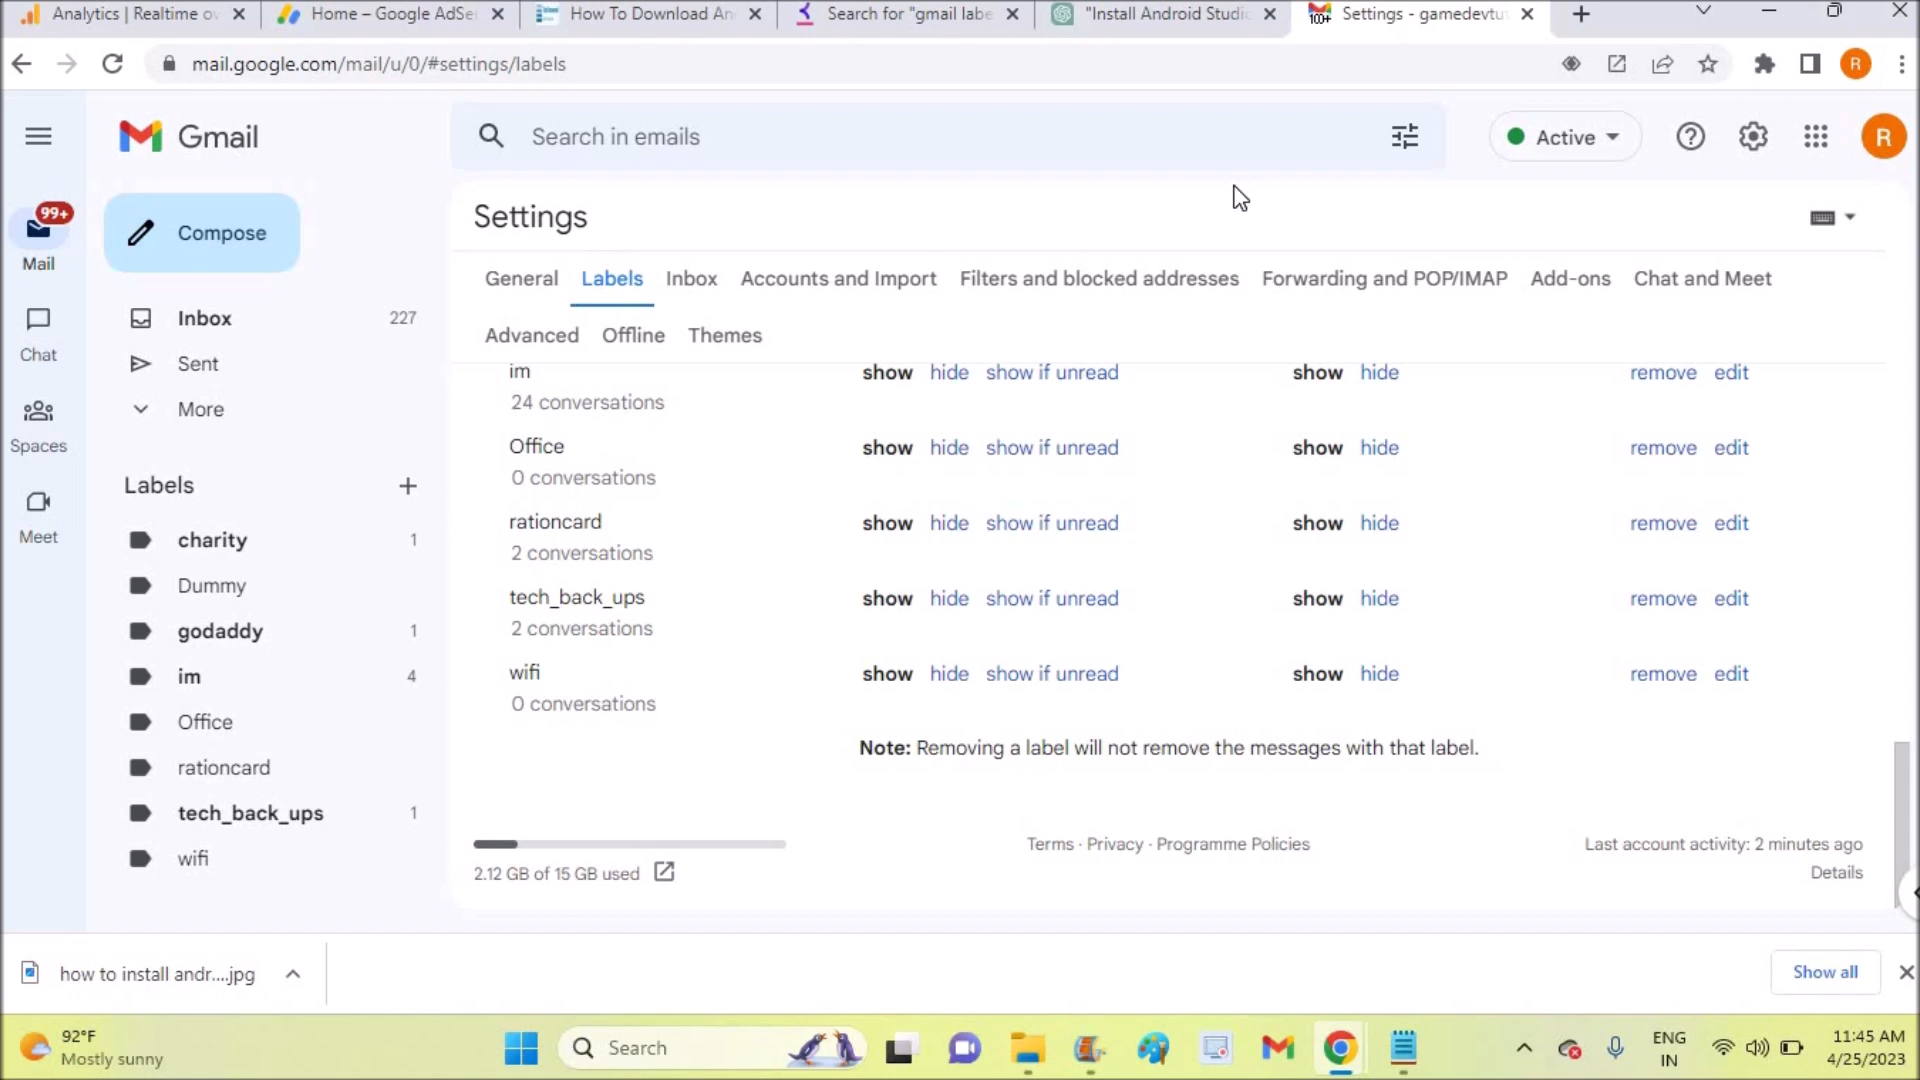 Analytics | Realtime ov
Home – Google AdSe
How To Download An
Search for "gmail labe
"Install Android Studi
100+
Settings - gamedevtu
mail.google.com/mail/u/0/#settings/labels
R
Gmail
Search in emails
Active
R
99+
Mail
Chat
Spaces
Meet
Compose
Inbox 227
Sent
More
Labels
charity 1
Dummy
godaddy 1
im 4
Office
rationcard
tech_back_ups 1
wifi
Settings
General Labels Inbox Accounts and Import Filters and blocked addresses Forwarding and POP/IMAP Add-ons Chat and Meet
Advanced Offline Themes
im show hide show if unread show hide remove edit
24 conversations
Office show hide show if unread show hide remove edit
0 conversations
rationcard show hide show if unread show hide remove edit
2 conversations
tech_back_ups show hide show if unread show hide remove edit
2 conversations
wifi show hide show if unread show hide remove edit
0 conversations
Note: Removing a label will not remove the messages with that label.
Terms · Privacy · Programme Policies
Last account activity: 2 minutes ago
2.12 GB of 15 GB used
Details
how to install andr....jpg
Show all
92°F
Mostly sunny
Search
ENG
IN
11:45 AM
4/25/2023